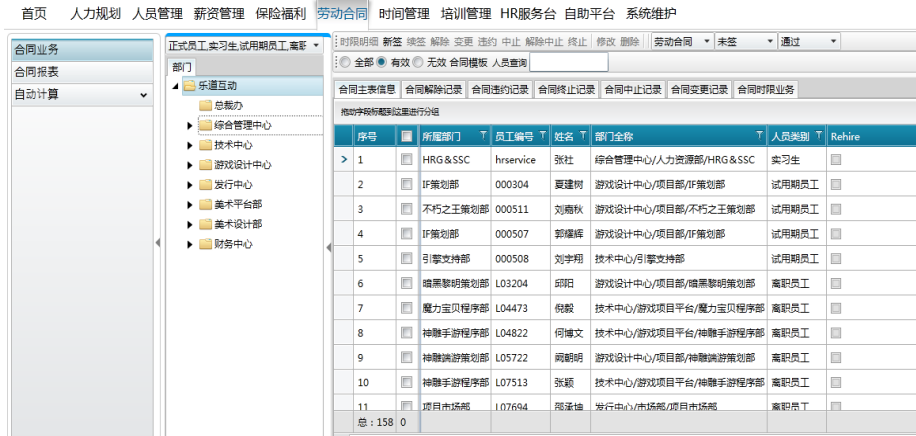 首页 人力规划 人员管理 薪资管理 保险福利 劳动合同 时间管理 培训管理 HR服务台 自助平台 系统维护
合同业务
合同报表
自动计算
正式员工,实习生,试用期员工,离职
部门
乐道互动
总裁办
综合管理中心
技术中心
游戏设计中心
发行中心
美术平台部
美术设计部
财务中心
时限明细 新签 续签 解除 变更 违约 中止 解除中止 终止 修改 删除 劳动合同 未签 通过
全部 有效 无效 合同模板 人员查询
合同主表信息 合同解除记录 合同违约记录 合同终止记录 合同中止记录 合同变更记录 合同时限业务
拖动字段标题到这里进行分组
序号 所属部门 员工编号 姓名 部门全称 人员类别 Rehire
1 HRG&SSC hrservice 张社 综合管理中心/人力资源部/HRG&SSC 实习生
2 IF策划部 000304 夏建树 游戏设计中心/项目部/IF策划部 试用期员工
3 不朽之王策划部 000511 刘嘉秋 游戏设计中心/项目部/不朽之王策划部 试用期员工
4 IF策划部 000507 郭耀辉 游戏设计中心/项目部/IF策划部 试用期员工
5 引擎支持部 000508 刘宇翔 技术中心/引擎支持部 试用期员工
6 暗黑黎明策划部 L03204 邱阳 游戏设计中心/项目部/暗黑黎明策划部 离职员工
7 魔力宝贝程序部 L04473 倪毅 技术中心/游戏项目平台/魔力宝贝程序部 离职员工
8 神雕手游程序部 L04822 何博文 技术中心/游戏项目平台/神雕手游程序部 离职员工
9 神雕端游策划部 L05722 阙朝明 游戏设计中心/项目部/神雕端游策划部 离职员工
10 神雕手游程序部 L07513 张颖 技术中心/游戏项目平台/神雕手游程序部 离职员工
11 项目市场部 L07694 邵承坤 发行中心/市场部/项目市场部 离职员工
总:158 0